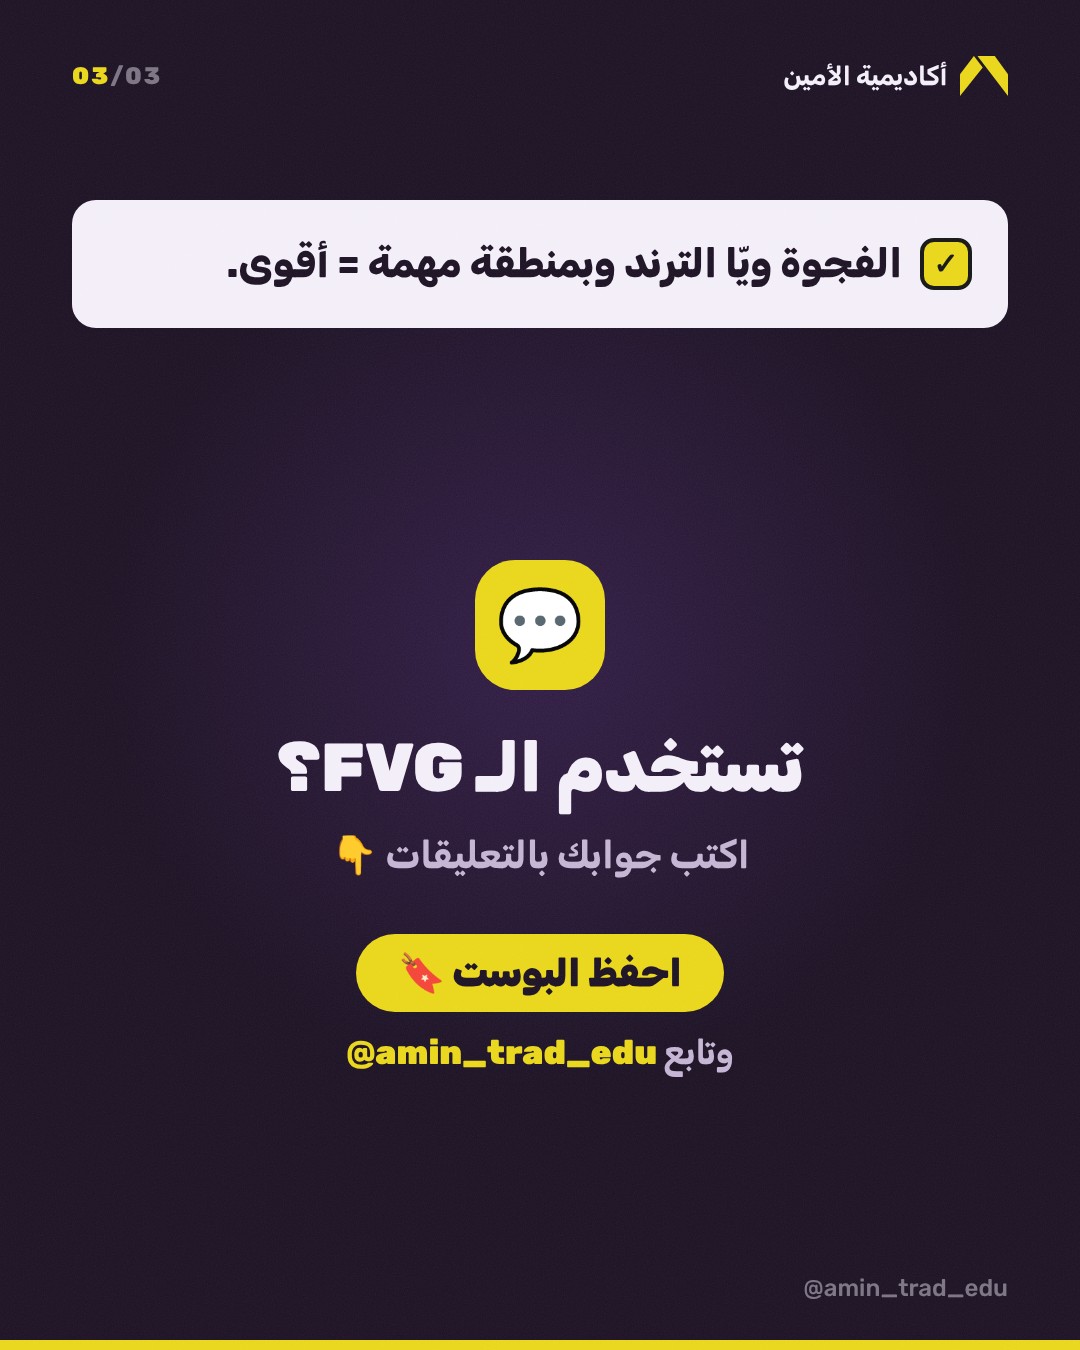 أكاديمية الأمين
03/03
✓ الفجوة ويّا الترند وبمنطقة مهمة = أقوى.
💬
تستخدم الـ FVG؟
اكتب جوابك بالتعليقات 👇
احفظ البوست 🔖
وتابع @amin_trad_edu
@amin_trad_edu